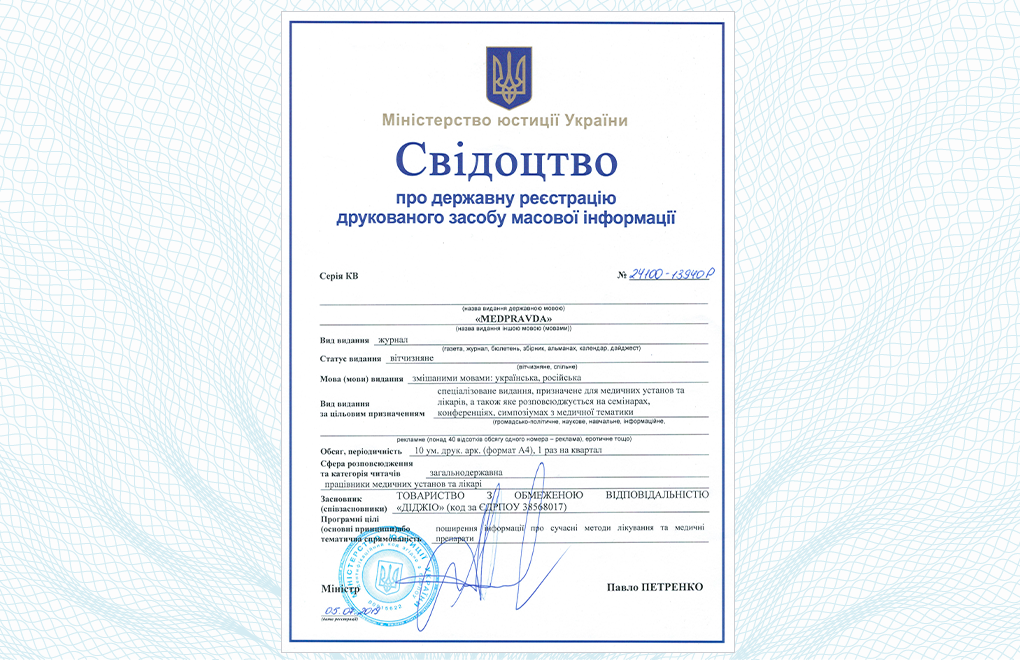 Міністерство юстиції України
Свідоцтво
про державну реєстрацію
друкованого засобу масової інформації
Серія КВ
№ 24100-13940Р
(назва видання державною мовою)
«MEDPRAVDA»
(назва видання іншою мовою (мовами))
Вид видання журнал
(газета, журнал, бюлетень, збірник, альманах, календар, дайджест)
Статус видання вітчизняне
(вітчизняне, спільне)
Мова (мови) видання змішаними мовами: українська, російська
спеціалізоване видання, призначене для медичних установ та
Вид видання лікарів, а також яке розповсюджується на семінарах,
за цільовим призначенням конференціях, симпозіумах з медичної тематики
(громадсько-політичне, наукове, навчальне, інформаційне,
рекламне (понад 40 відсотків обсягу одного номера – реклама), еротичне тощо)
Обсяг, періодичність 10 ум. друк. арк. (формат А4), 1 раз на квартал
Сфера розповсюдження
та категорія читачів загальнодержавна
працівники медичних установ та лікарі
Засновник ТОВАРИСТВО З ОБМЕЖЕНОЮ ВІДПОВІДАЛЬНІСТЮ
(співзасновники) «ДІДЖІО» (код за ЄДРПОУ 38568017)
Програмні цілі
(основні принципи) або поширення інформації про сучасні методи лікування та медичні
тематична спрямованість препарати
МІНІСТЕРСТВО ЮСТИЦІЇ УКРАЇНИ
Міністр
Павло ПЕТРЕНКО
05.07.2019
(дата реєстрації)